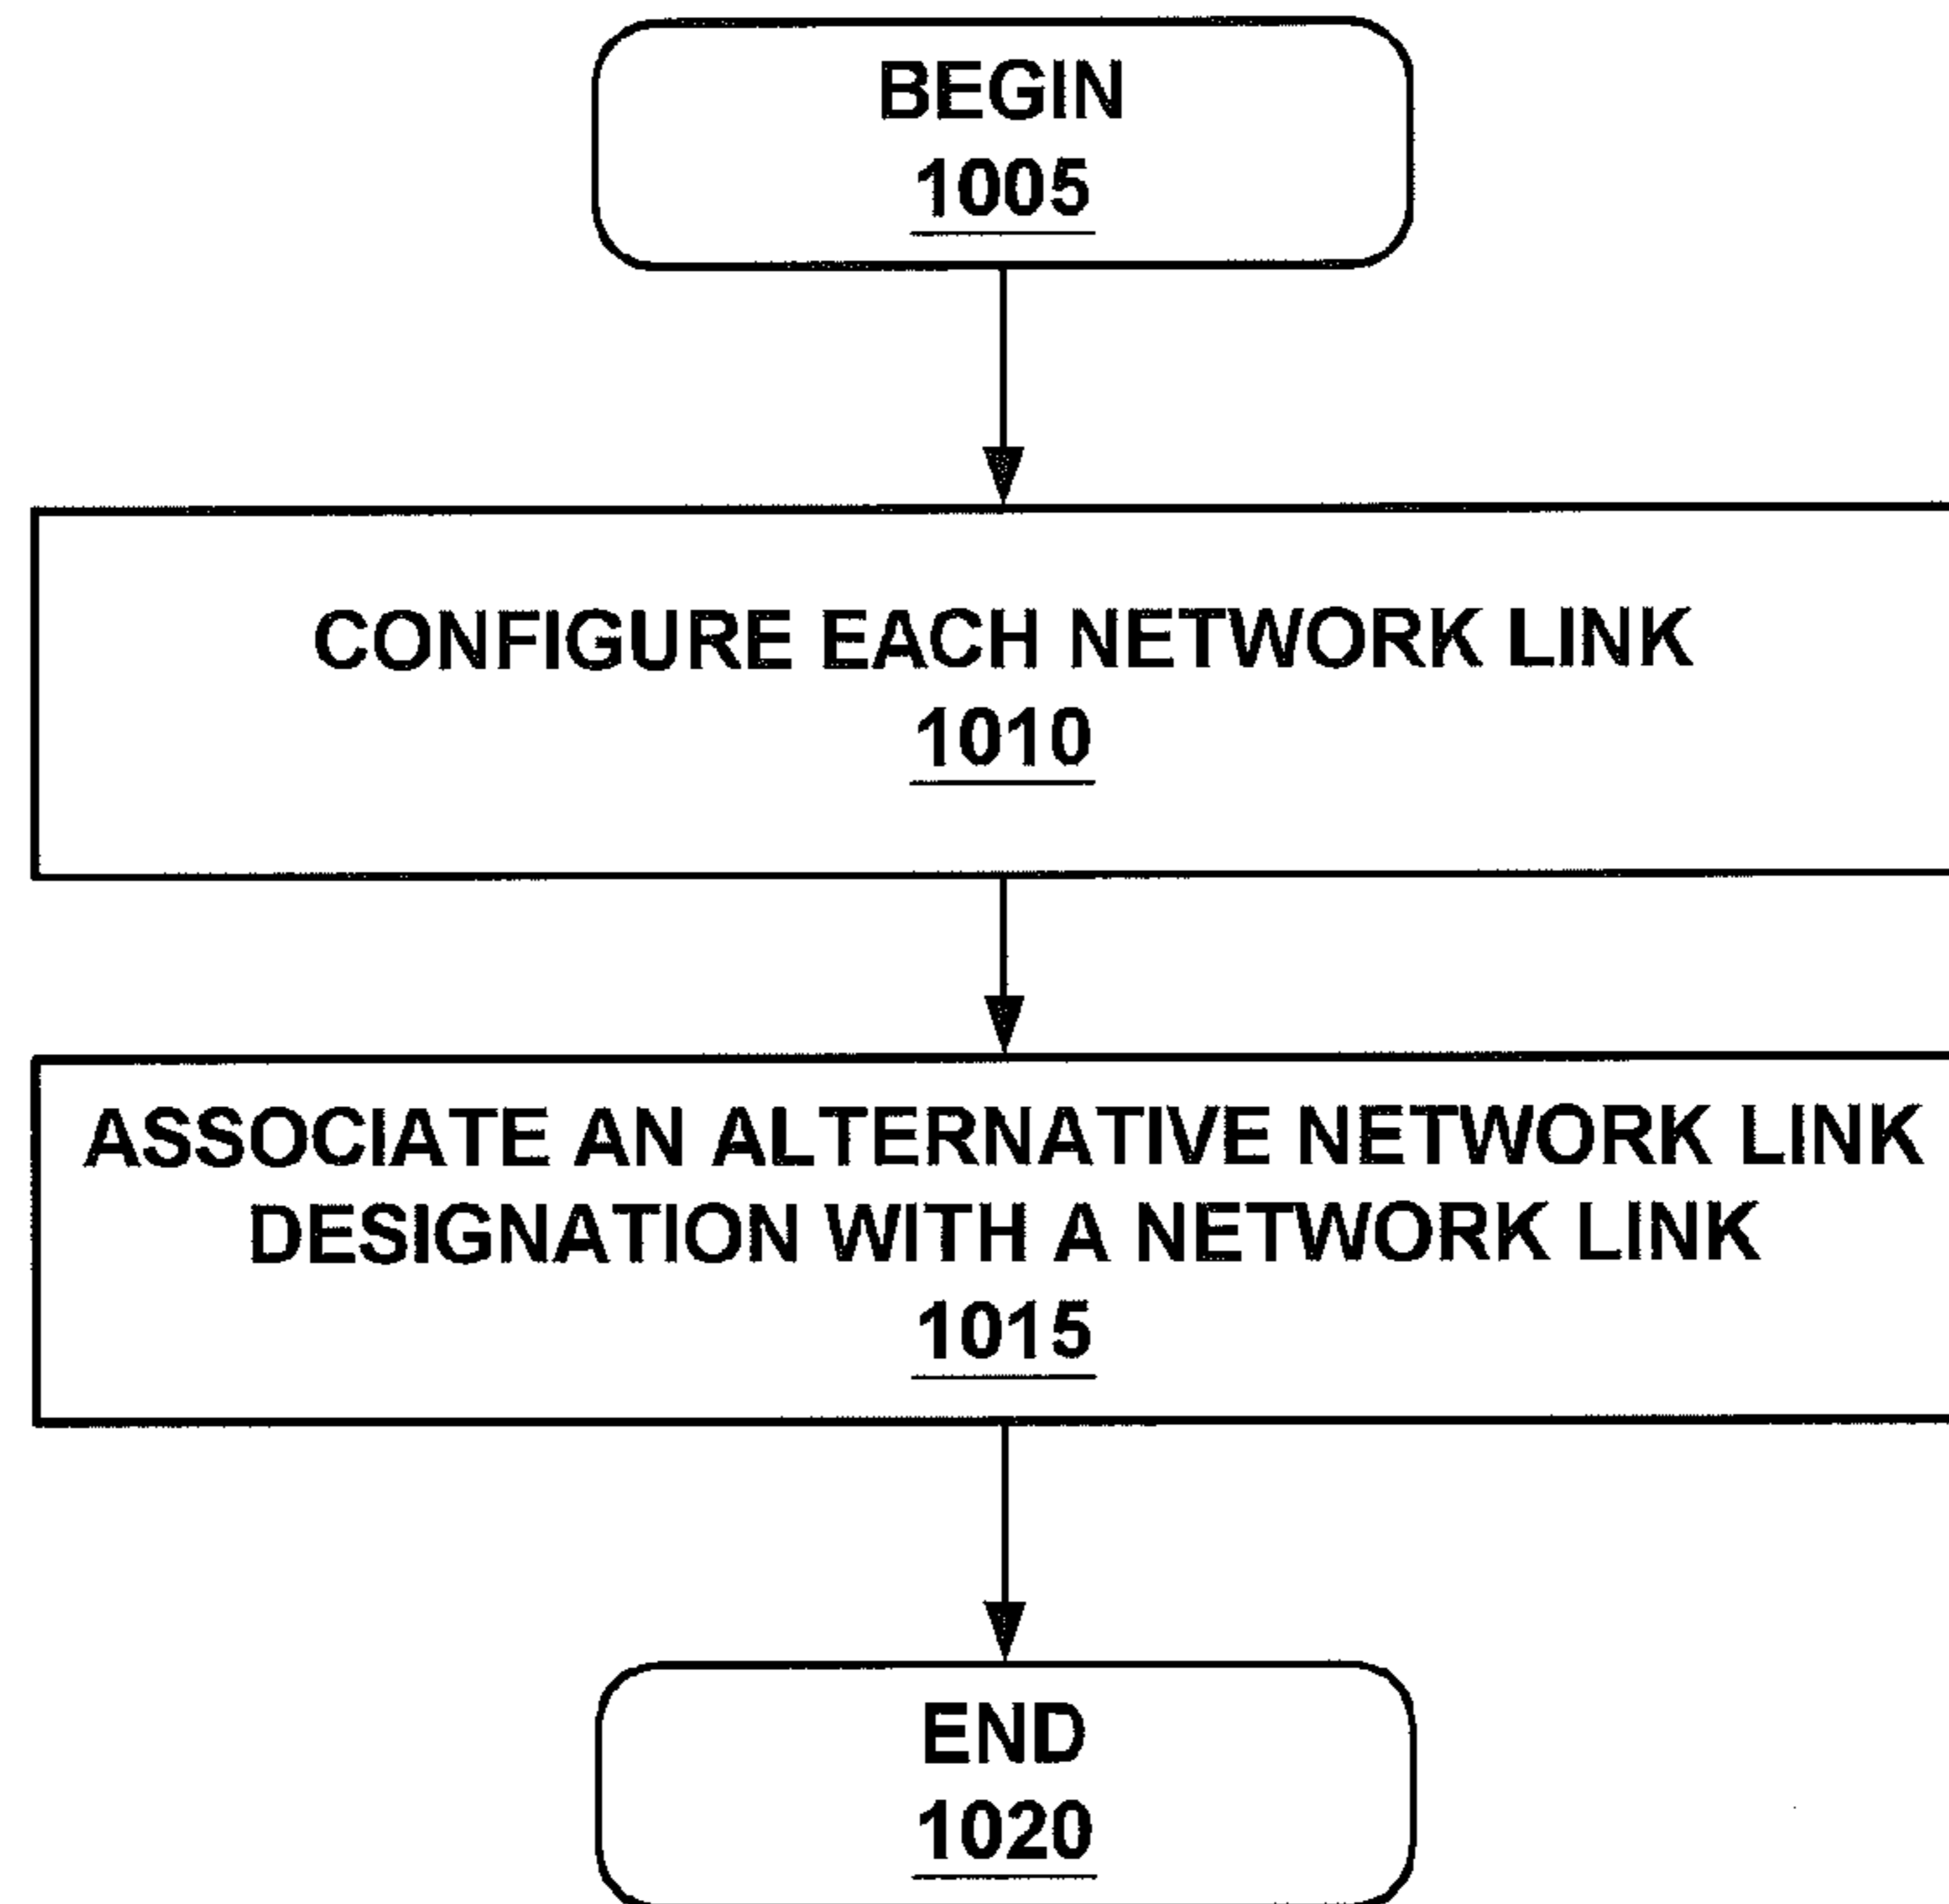 BEGIN
1005
CONFIGURE EACH NETWORK LINK
1010
ASSOCIATE AN ALTERNATIVE NETWORK LINK
DESIGNATION WITH A NETWORK LINK
1015
END
1020